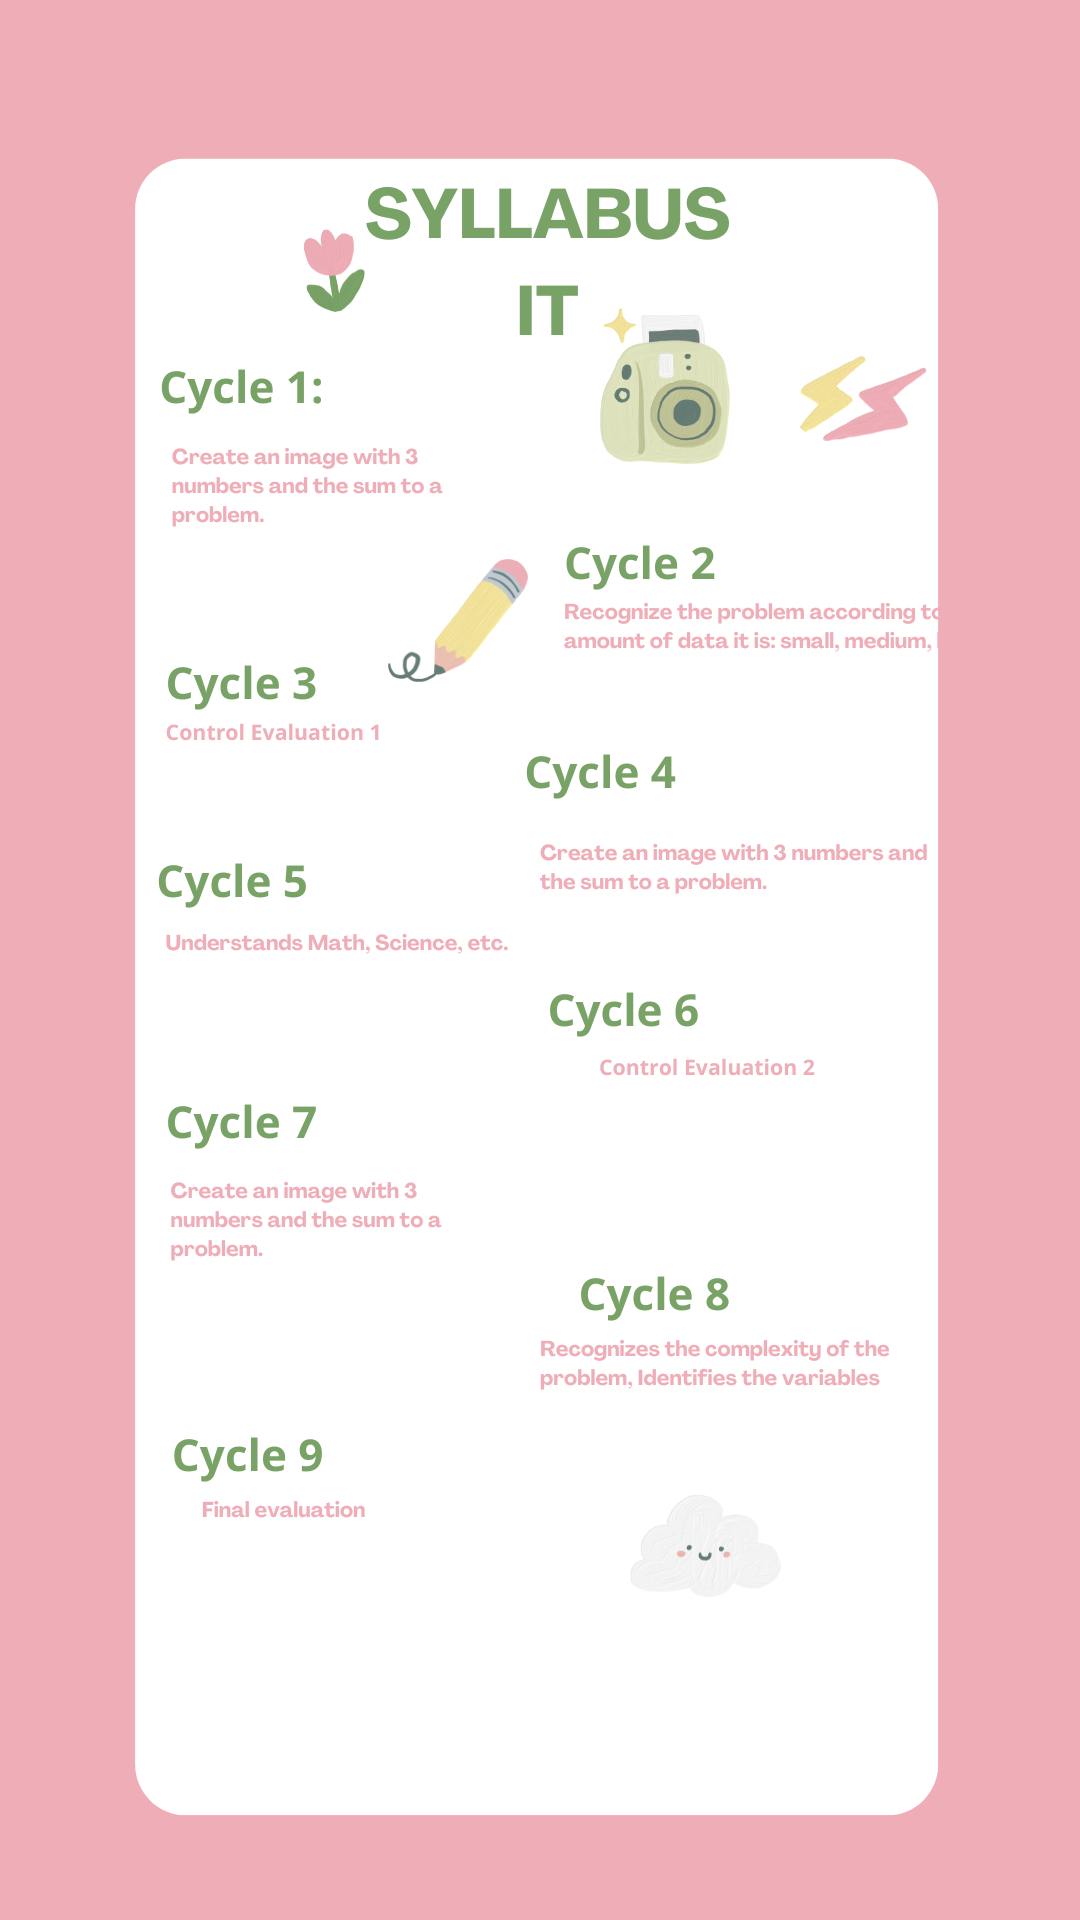 SYLLABUS
IT
Cycle 1:
Create an image with 3
numbers and the sum to a
problem.
Cycle 2
Recognize the problem according to
amount of data it is: small, medium,
Cycle 3
Control Evaluation 1
Cycle 4
Create an image with 3 numbers and
the sum to a problem.
Cycle 5
Understands Math, Science, etc.
Cycle 6
Control Evaluation 2
Cycle 7
Create an image with 3
numbers and the sum to a
problem.
Cycle 8
Recognizes the complexity of the
problem, Identifies the variables
Cycle 9
Final evaluation